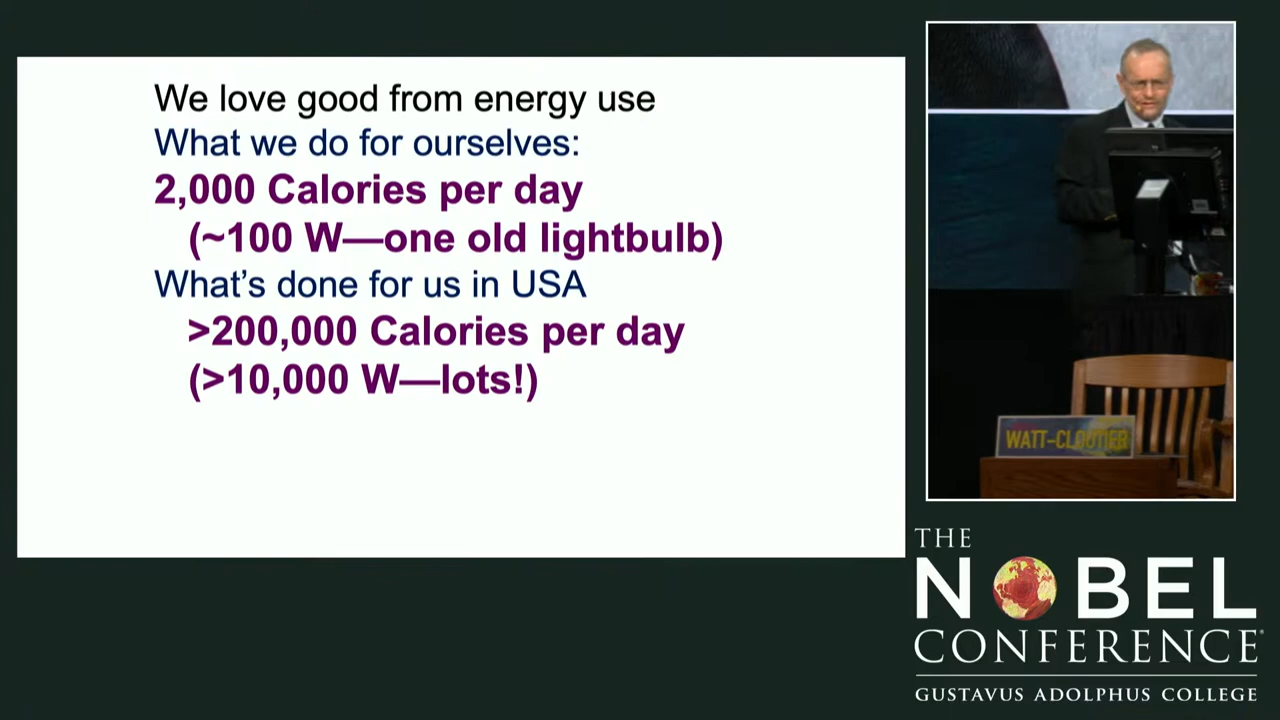 We love good from energy use
What we do for ourselves:
2,000 Calories per day
(~100 W—one old lightbulb)
What's done for us in USA
>200,000 Calories per day
(>10,000 W—lots!)
WATT-CLOUTIER
THE
NOBEL
CONFERENCE®
GUSTAVUS ADOLPHUS COLLEGE